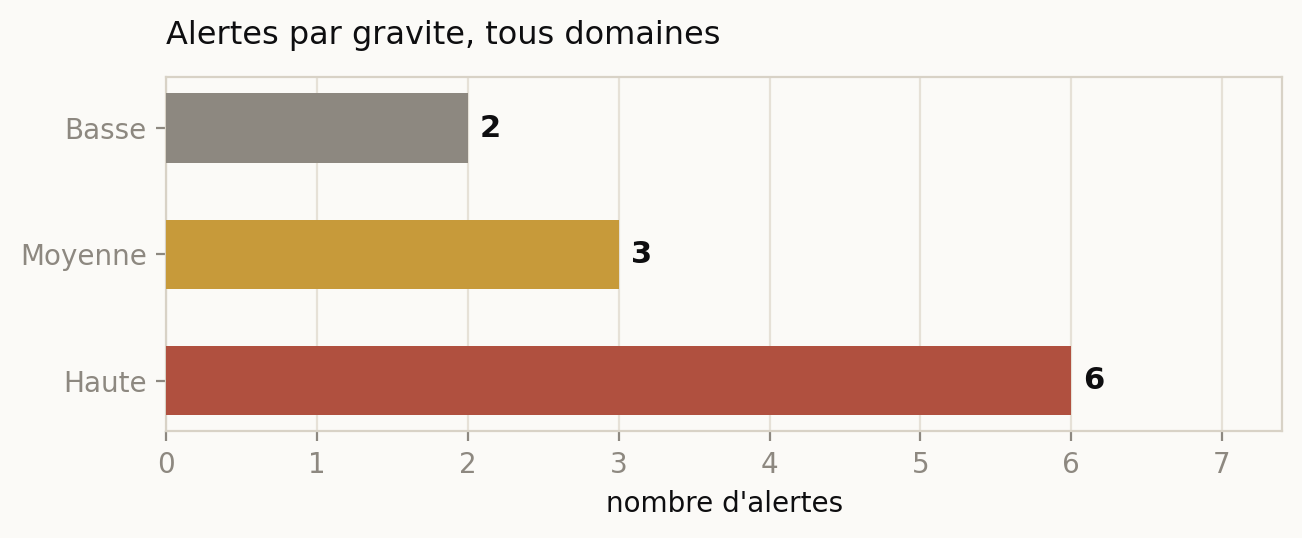 Alertes par gravite, tous domaines
Basse 2
Moyenne 3
Haute 6
0 1 2 3 4 5 6 7
nombre d'alertes